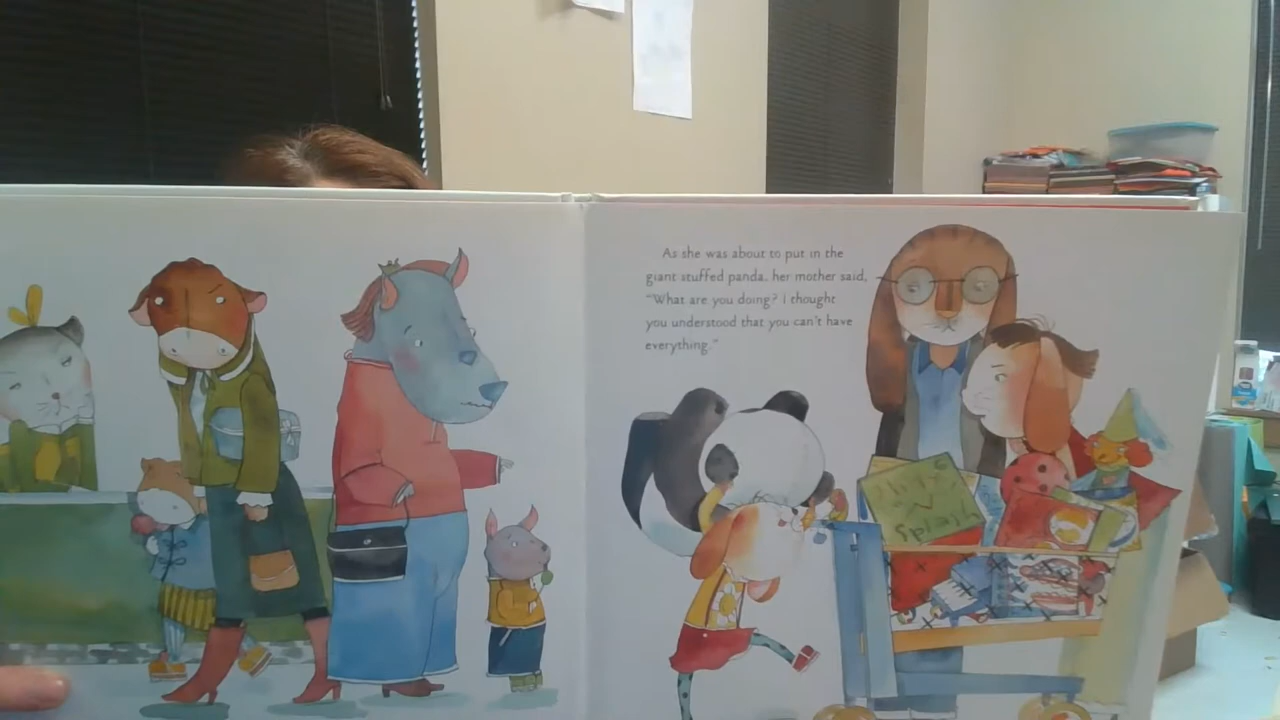 As she was about to put in the
giant stuffed panda, her mother said,
"What are you doing? I thought
you understood that you can't have
everything."
Splash